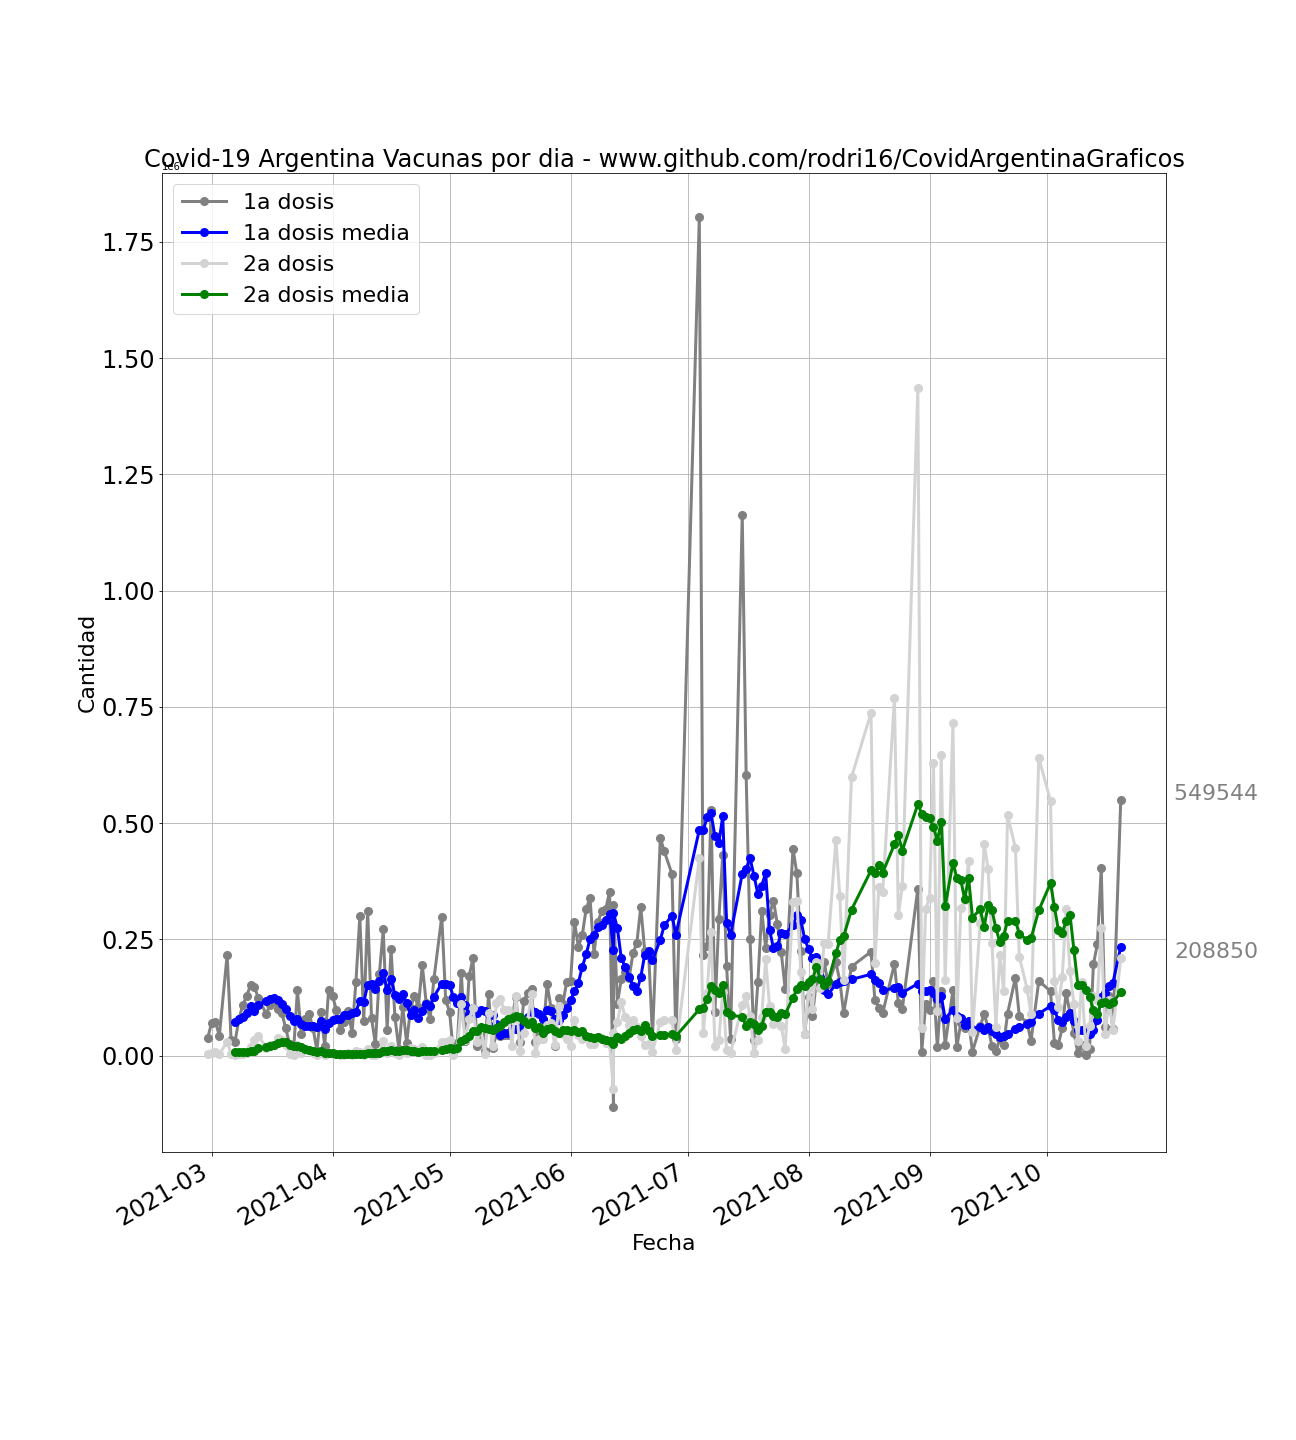 Covid-19 Argentina Vacunas por dia - www.github.com/rodri16/CovidArgentinaGraficos
1e6
1a dosis
1a dosis media
2a dosis
2a dosis media
1.75
1.50
1.25
1.00
0.75
0.50
0.25
0.00
Cantidad
549544
208850
2021-03
2021-04
2021-05
2021-06
2021-07
2021-08
2021-09
2021-10
Fecha